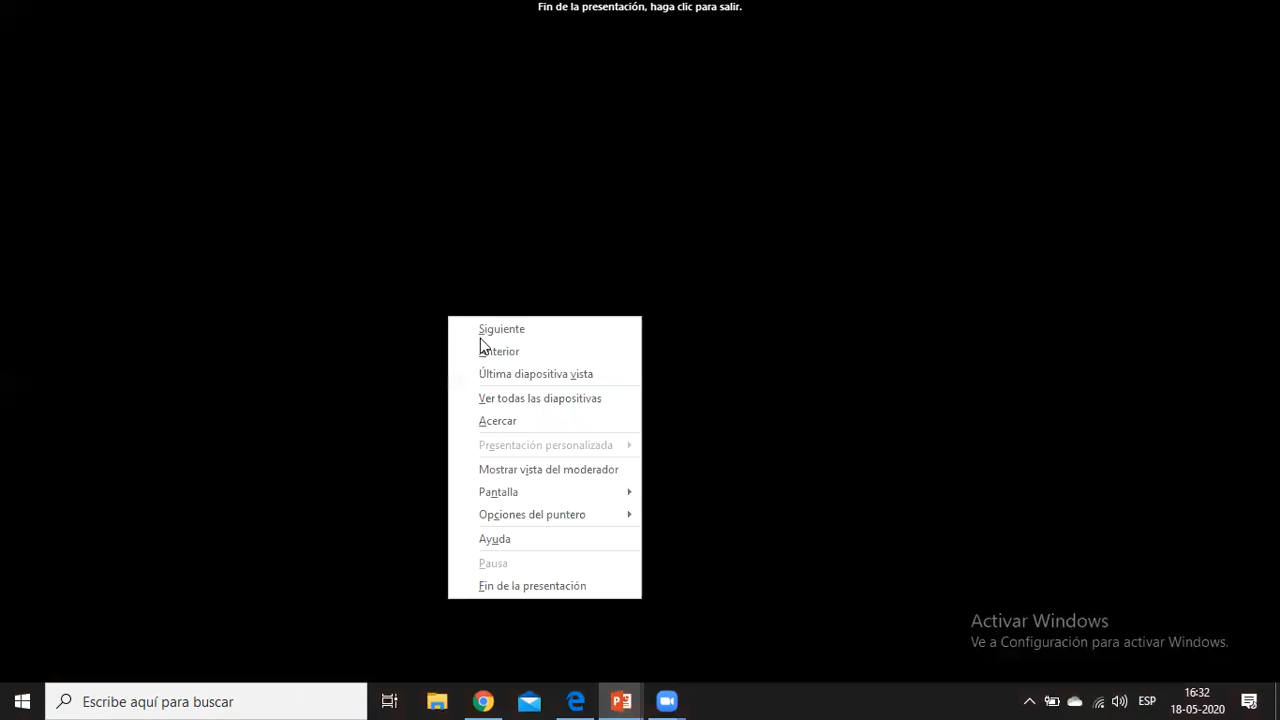 Fin de la presentación, haga clic para salir.
Siguiente
Anterior
Última diapositiva vista
Ver todas las diapositivas
Acercar
Presentación personalizada
Mostrar vista del moderador
Pantalla
Opciones del puntero
Ayuda
Pausa
Fin de la presentación
Activar Windows
Ve a Configuración para activar Windows.
Escribe aquí para buscar
ESP
16:32
18-05-2020